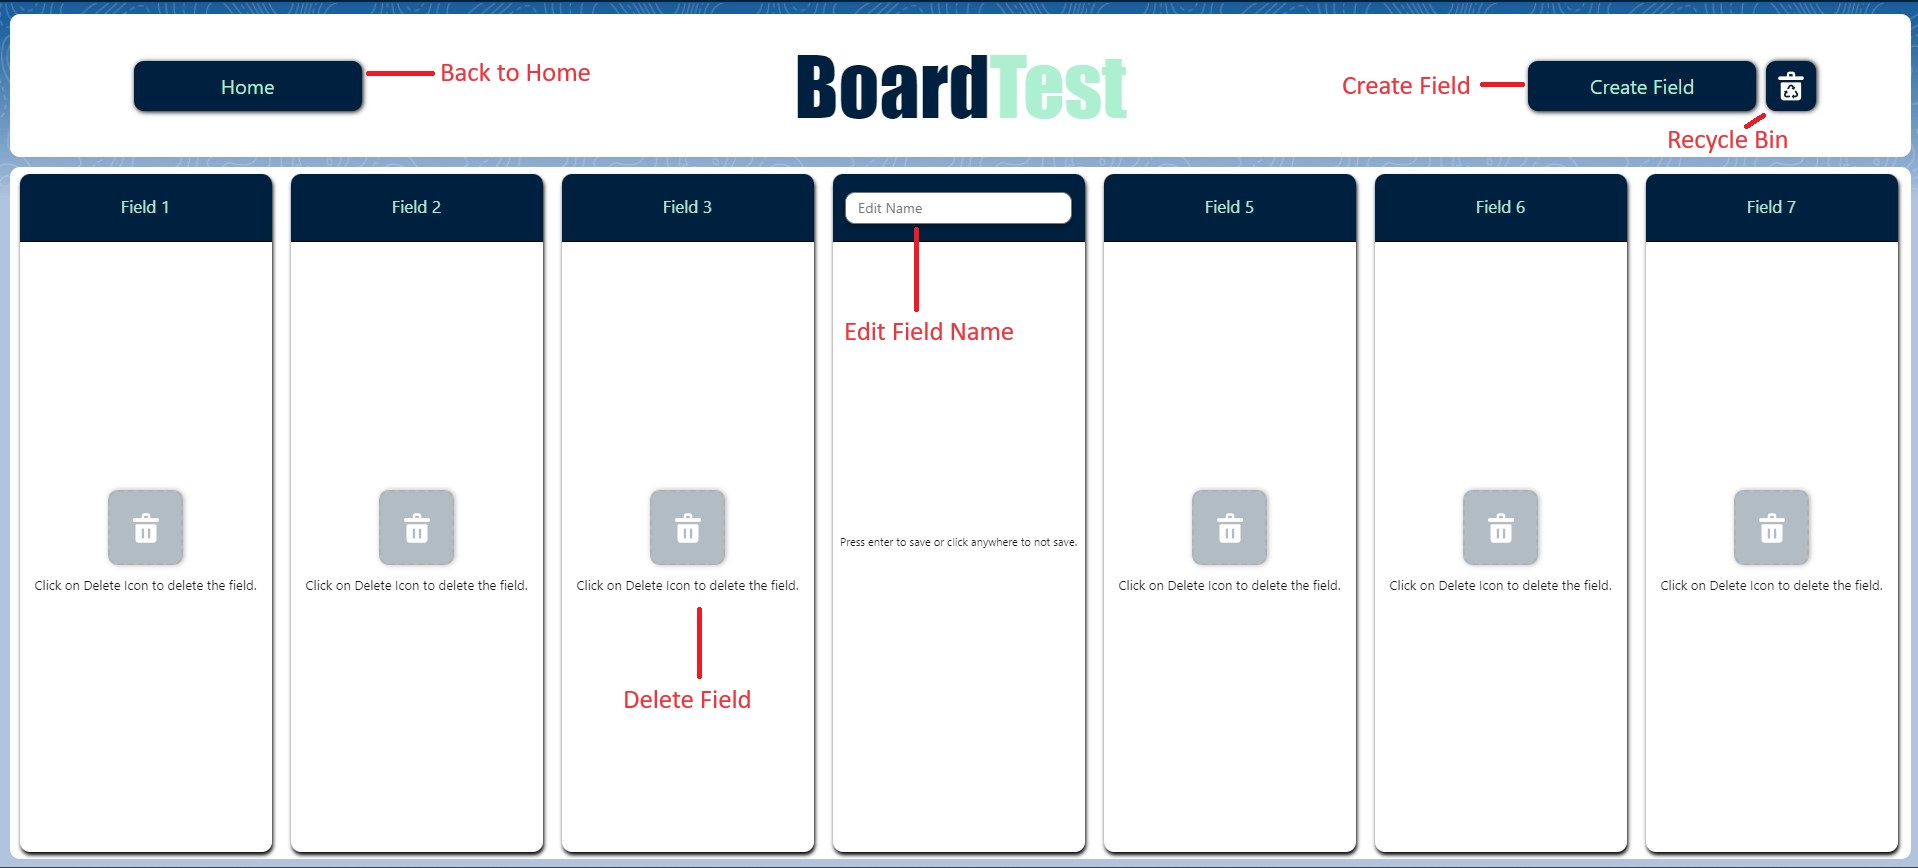 Home
Back to Home
BoardTest
Create Field
Create Field
Recycle Bin
Field 1
Field 2
Field 3
Edit Name
Field 5
Field 6
Field 7
Edit Field Name
Press enter to save or click anywhere to not save.
Click on Delete Icon to delete the field.
Click on Delete Icon to delete the field.
Click on Delete Icon to delete the field.
Click on Delete Icon to delete the field.
Click on Delete Icon to delete the field.
Click on Delete Icon to delete the field.
Delete Field